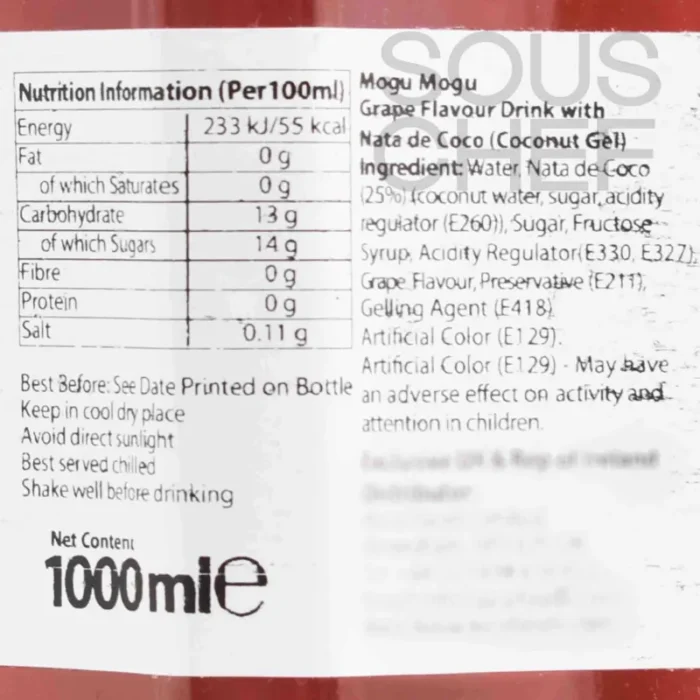 SOUS
CHEF
Nutrition Information (Per100ml)
Energy 233 kJ/55 kcal
Fat 0 g
of which Saturates 0 g
Carbohydrate 13 g
of which Sugars 14 g
Fibre 0 g
Protein 0 g
Salt 0.11 g
Best Before: See Date Printed on Bottle
Keep in cool dry place
Avoid direct sunlight
Best served chilled
Shake well before drinking
Net Content
1000mle
Mogu Mogu
Grape Flavour Drink with
Nata de Coco (Coconut Gel)
Ingredient: Water, Nata de Coco
(25%) (coconut water, sugar, acidity
regulator (E260)), Sugar, Fructose
Syrup, Acidity Regulator(E330, E327),
Grape Flavour, Preservative (E211),
Gelling Agent (E418),
Artificial Color (E129).
Artificial Color (E129) - May have
an adverse effect on activity and
attention in children.